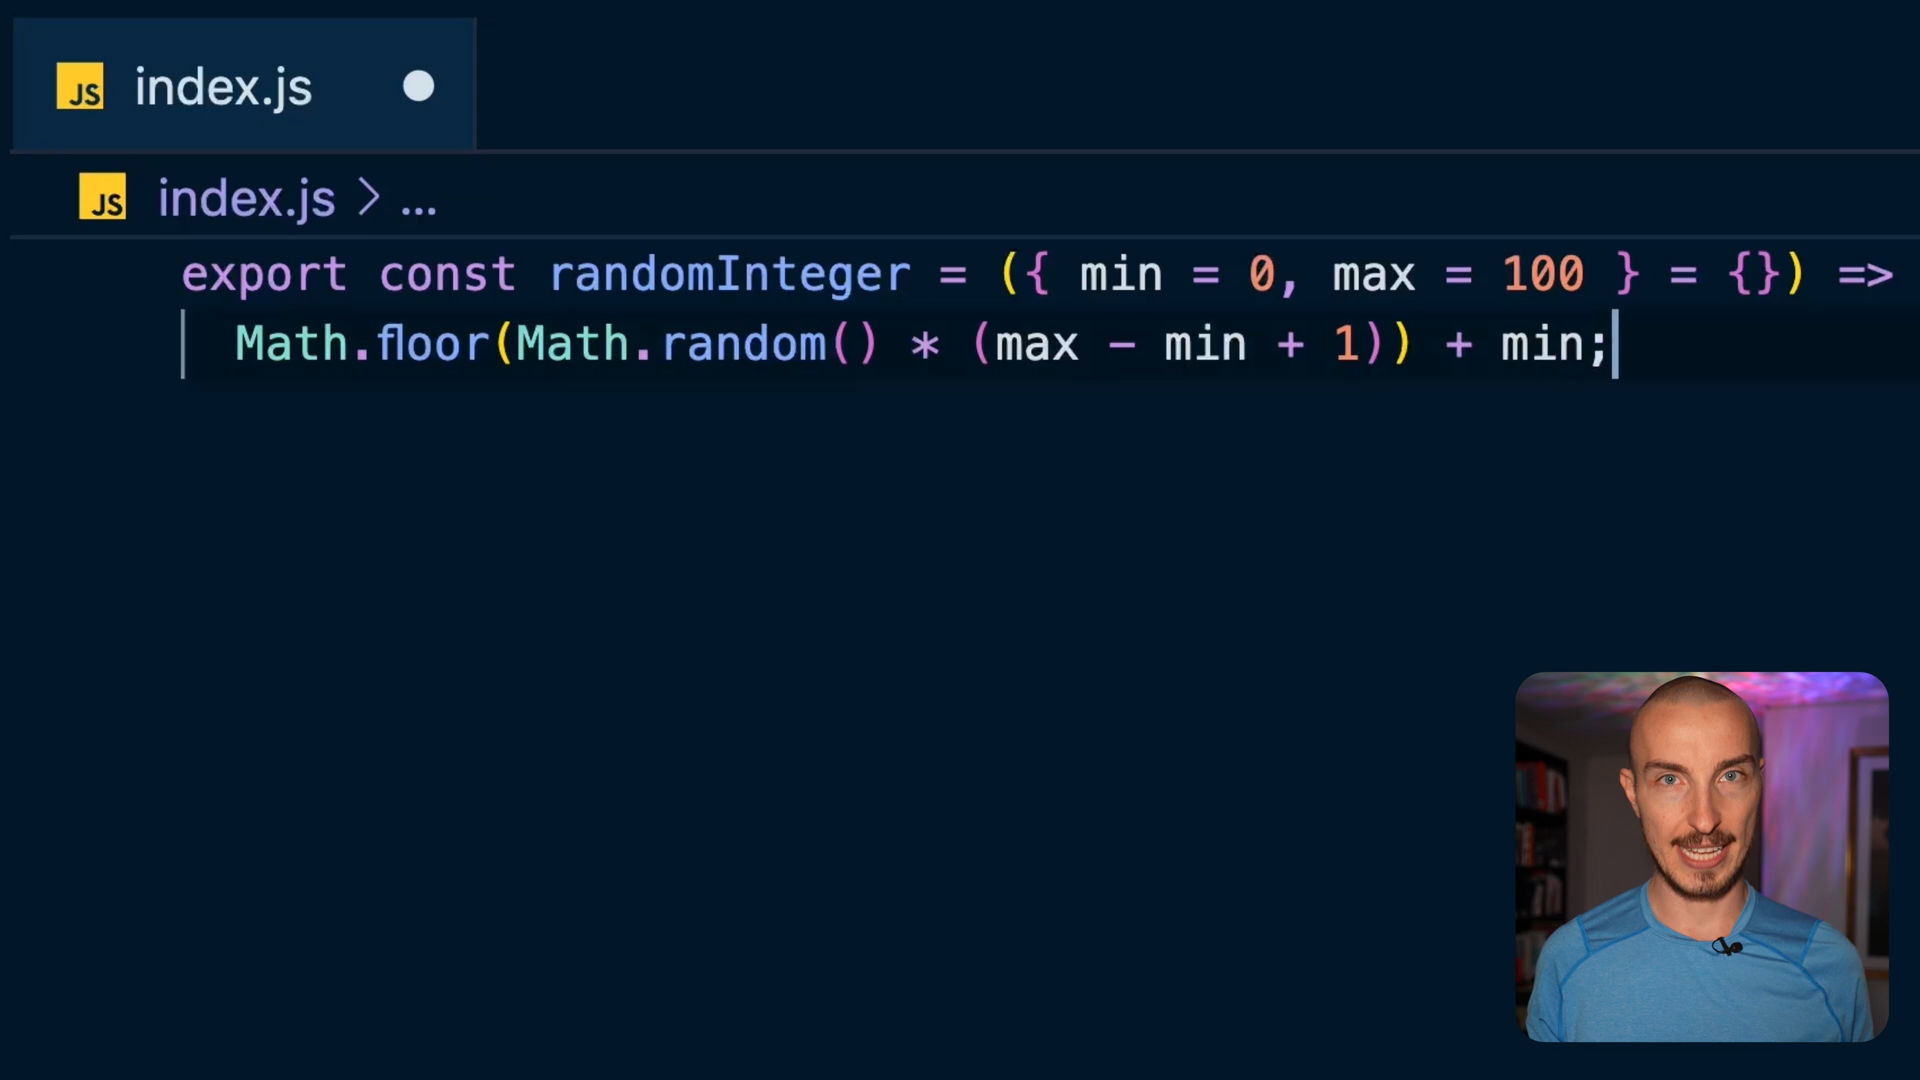 JS index.js
JS index.js > ...
export const randomInteger = ({ min = 0, max = 100 } = {}) =>
Math.floor(Math.random() * (max - min + 1)) + min;